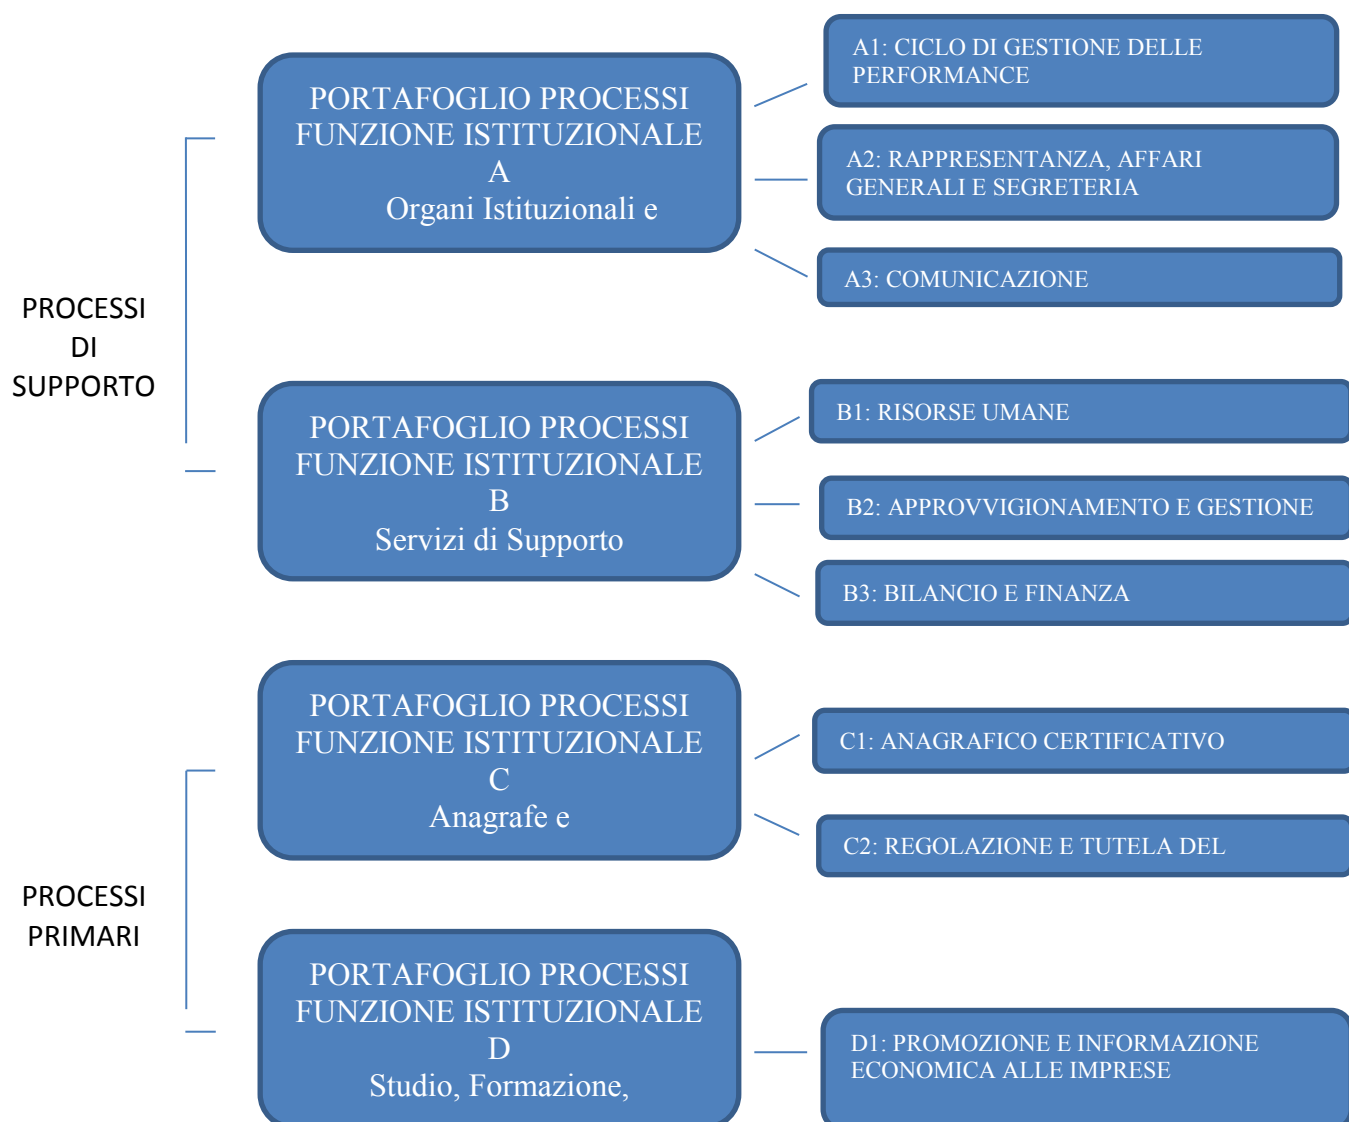 PROCESSI
DI
SUPPORTO
PORTAFOGLIO PROCESSI
FUNZIONE ISTITUZIONALE
A
Organi Istituzionali e
A1: CICLO DI GESTIONE DELLE
PERFORMANCE
A2: RAPPRESENTANZA, AFFARI
GENERALI E SEGRETERIA
A3: COMUNICAZIONE
PORTAFOGLIO PROCESSI
FUNZIONE ISTITUZIONALE
B
Servizi di Supporto
B1: RISORSE UMANE
B2: APPROVVIGIONAMENTO E GESTIONE
B3: BILANCIO E FINANZA
PROCESSI
PRIMARI
PORTAFOGLIO PROCESSI
FUNZIONE ISTITUZIONALE
C
Anagrafe e
C1: ANAGRAFICO CERTIFICATIVO
C2: REGOLAZIONE E TUTELA DEL
PORTAFOGLIO PROCESSI
FUNZIONE ISTITUZIONALE
D
Studio, Formazione,
D1: PROMOZIONE E INFORMAZIONE
ECONOMICA ALLE IMPRESE